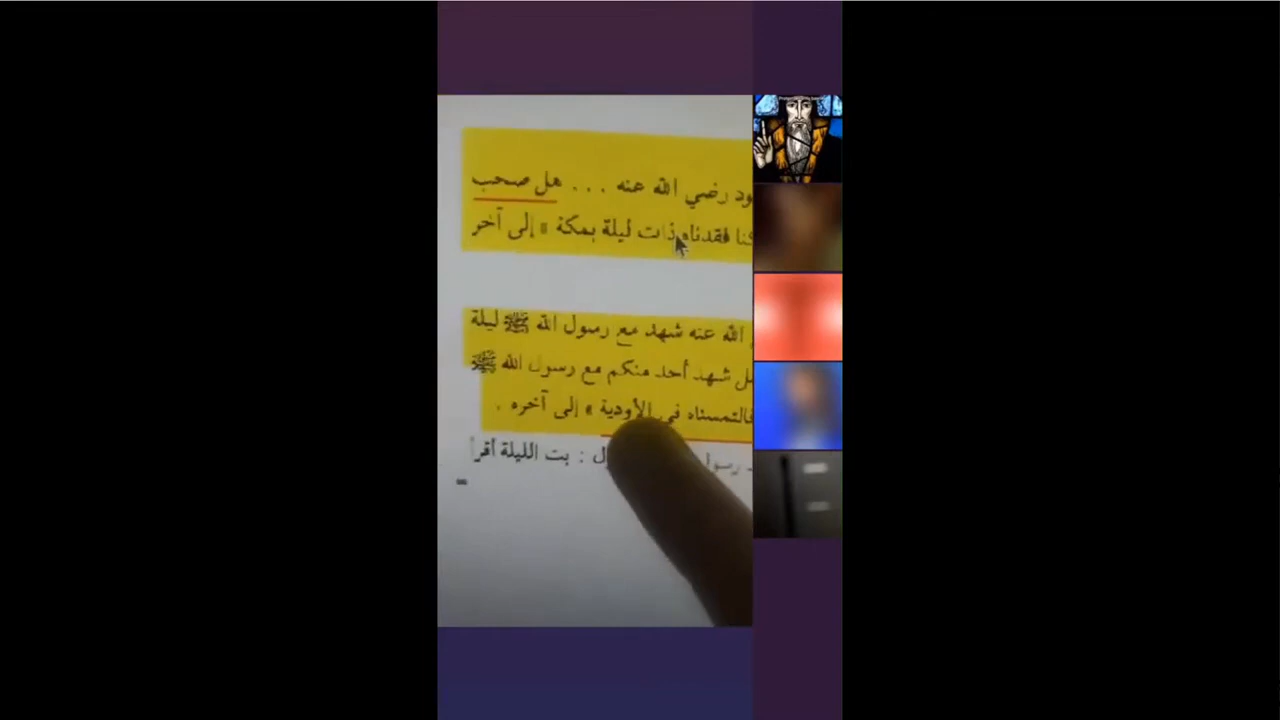 ود رضي الله عنه ... هل صحب
كنا فقدناه ذات ليلة بمكة » إلى آخر
الله عنه شهد مع رسول الله ﷺ ليلة
شهد أحد منكم مع رسول الله ﷺ
فالتمسناه في الأودية » إلى آخره .
رسول : بت الليلة أقرأ